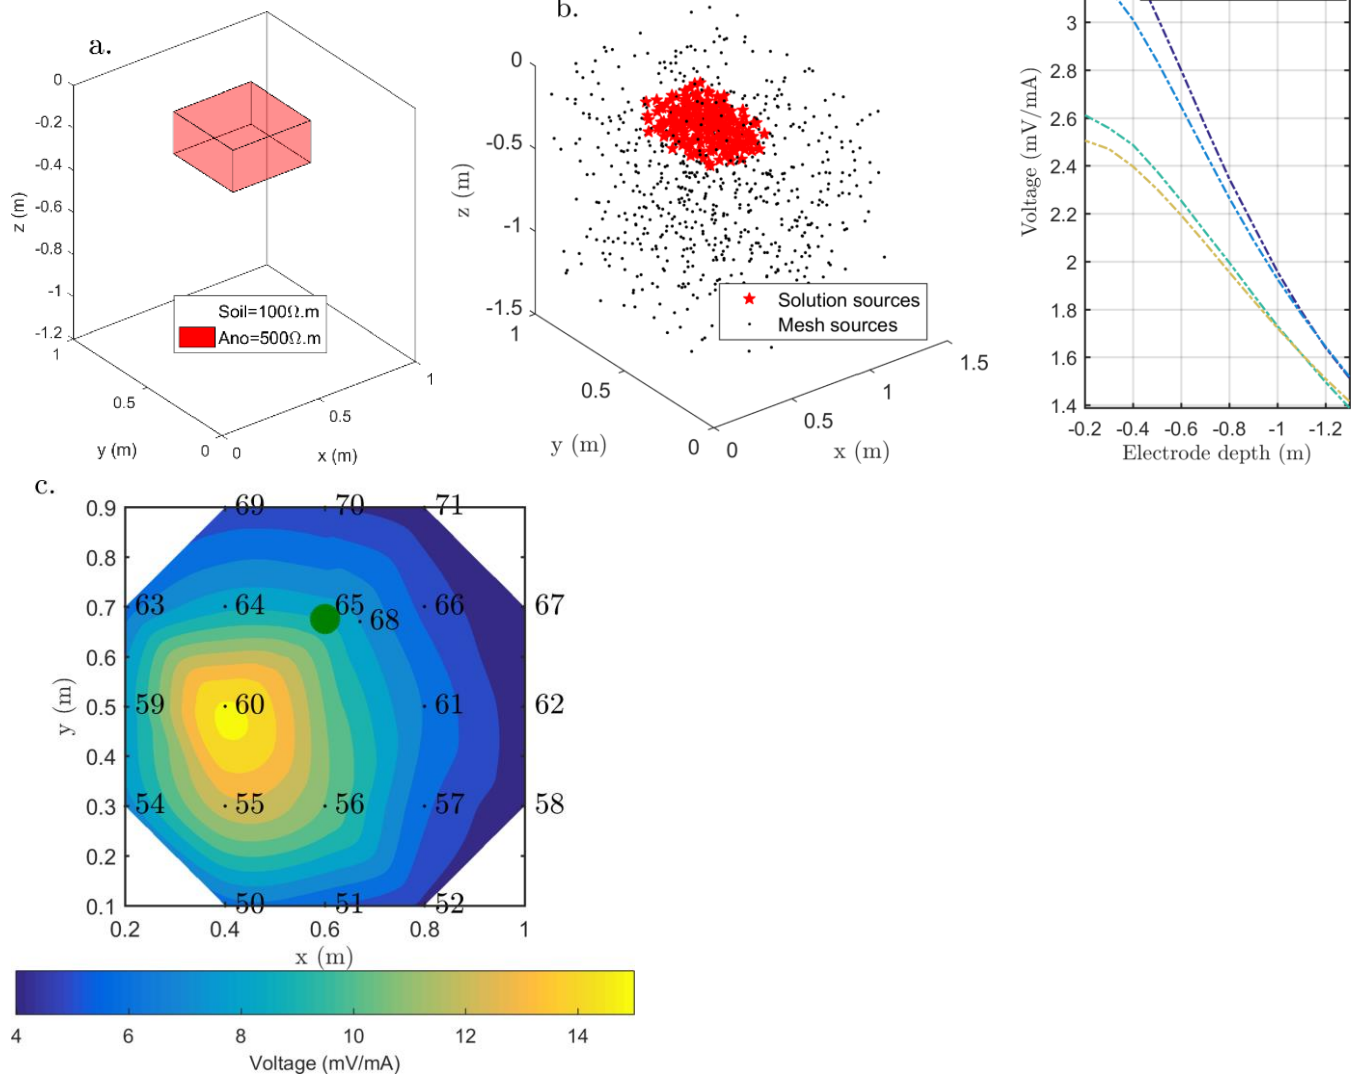 a.
0
-0.2
-0.4
-0.6
-0.8
-1
-1.2
z (m)
Soil=100Ω.m
Ano=500Ω.m
1
0.5
0
y (m)
0
0.5
1
x (m)
b.
0
-0.5
-1
-1.5
z (m)
Solution sources
Mesh sources
1
0.5
0
y (m)
0
0.5
1
1.5
x (m)
3
2.8
2.6
2.4
2.2
2
1.8
1.6
1.4
Voltage (mV/mA)
-0.2 -0.4 -0.6 -0.8 -1 -1.2
Electrode depth (m)
c.
0.9
0.8
0.7
0.6
0.5
0.4
0.3
0.2
0.1
y (m)
69 70 71
63 64 65 66 67
68
59 60 61 62
54 55 56 57 58
50 51 52
0.2 0.4 0.6 0.8 1
x (m)
4 6 8 10 12 14
Voltage (mV/mA)